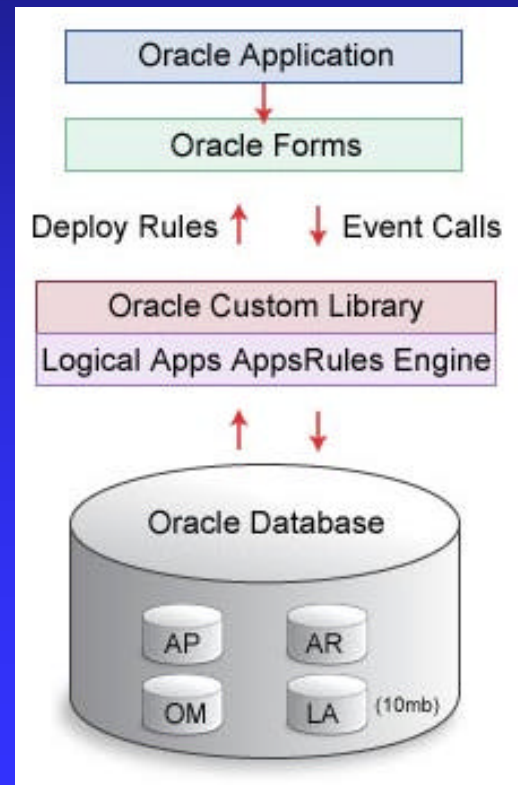 Oracle Application
Oracle Forms
Deploy Rules
Event Calls
Oracle Custom Library
Logical Apps AppsRules Engine
Oracle Database
AP
AR
OM
LA
(10mb)